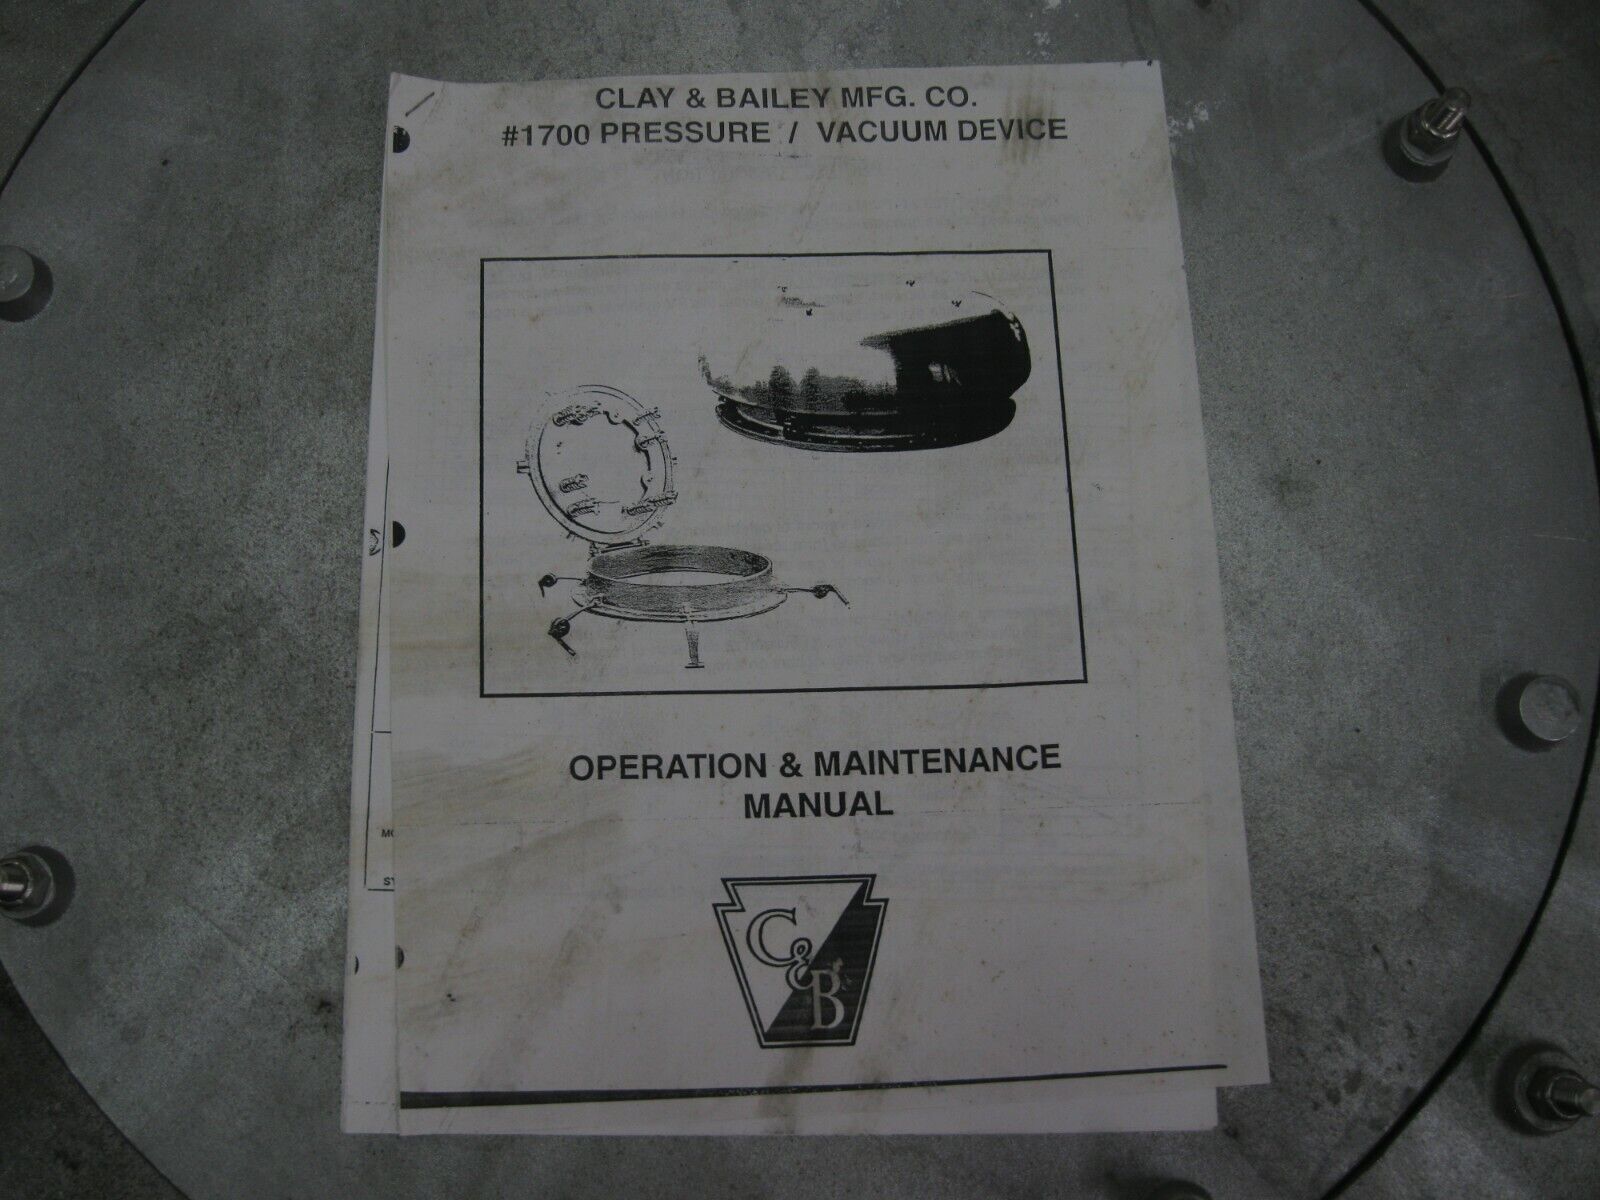 CLAY & BAILEY MFG. CO.
#1700 PRESSURE / VACUUM DEVICE
OPERATION & MAINTENANCE
MANUAL
C&B